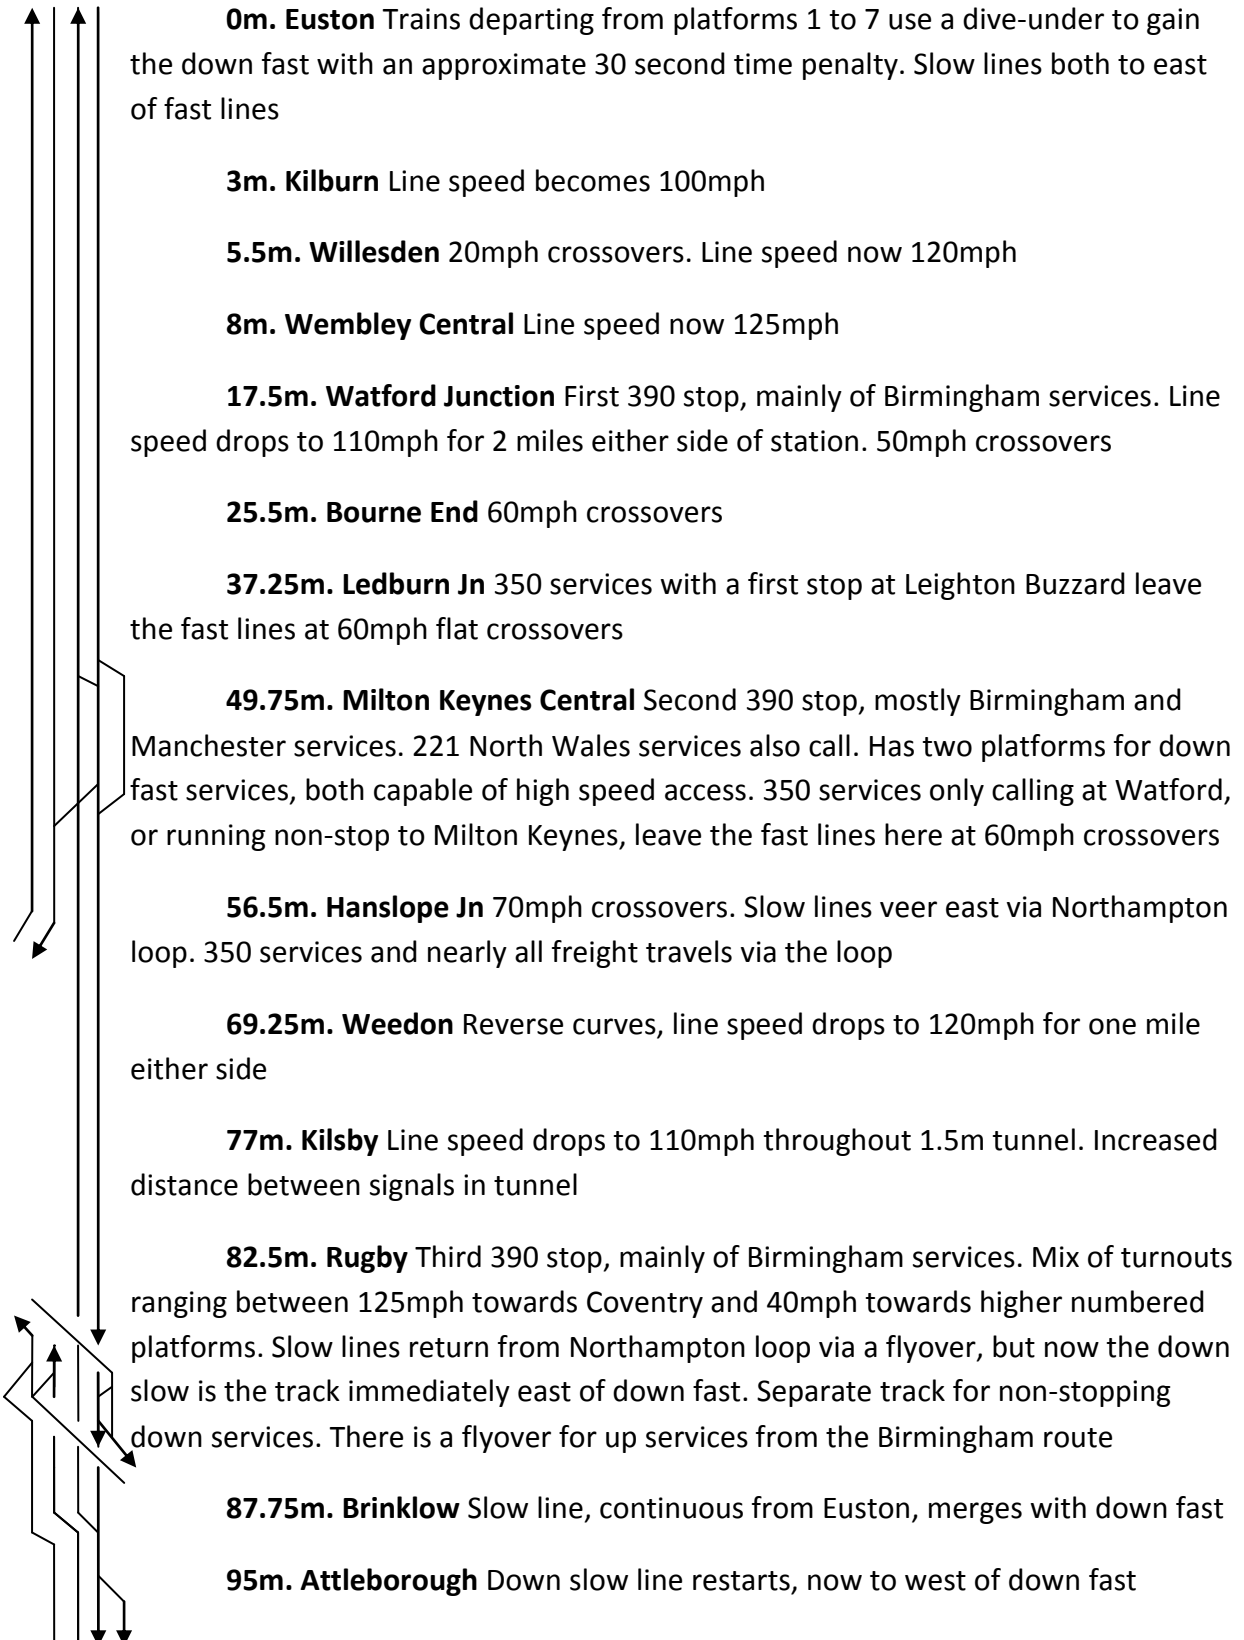 0m. Euston Trains departing from platforms 1 to 7 use a dive-under to gain
the down fast with an approximate 30 second time penalty. Slow lines both to east
of fast lines
3m. Kilburn Line speed becomes 100mph
5.5m. Willesden 20mph crossovers. Line speed now 120mph
8m. Wembley Central Line speed now 125mph
17.5m. Watford Junction First 390 stop, mainly of Birmingham services. Line
speed drops to 110mph for 2 miles either side of station. 50mph crossovers
25.5m. Bourne End 60mph crossovers
37.25m. Ledburn Jn 350 services with a first stop at Leighton Buzzard leave
the fast lines at 60mph flat crossovers
49.75m. Milton Keynes Central Second 390 stop, mostly Birmingham and
Manchester services. 221 North Wales services also call. Has two platforms for down
fast services, both capable of high speed access. 350 services only calling at Watford,
or running non-stop to Milton Keynes, leave the fast lines here at 60mph crossovers
56.5m. Hanslope Jn 70mph crossovers. Slow lines veer east via Northampton
loop. 350 services and nearly all freight travels via the loop
69.25m. Weedon Reverse curves, line speed drops to 120mph for one mile
either side
77m. Kilsby Line speed drops to 110mph throughout 1.5m tunnel. Increased
distance between signals in tunnel
82.5m. Rugby Third 390 stop, mainly of Birmingham services. Mix of turnouts
ranging between 125mph towards Coventry and 40mph towards higher numbered
platforms. Slow lines return from Northampton loop via a flyover, but now the down
slow is the track immediately east of down fast. Separate track for non-stopping
down services. There is a flyover for up services from the Birmingham route
87.75m. Brinklow Slow line, continuous from Euston, merges with down fast
95m. Attleborough Down slow line restarts, now to west of down fast